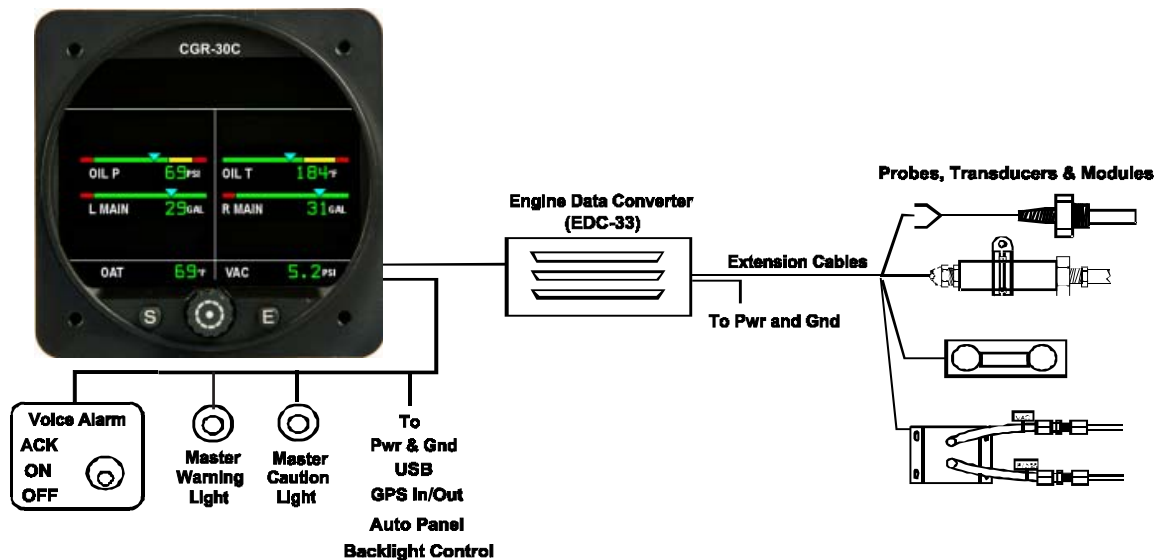 CGR-30C
OIL P 69PSI
OIL T 184°F
L MAIN 29GAL
R MAIN 31GAL
OAT 69°F
VAC 5.2PSI
S
E
Engine Data Converter
(EDC-33)
Probes, Transducers & Modules
Extension Cables
To Pwr and Gnd
Voice Alarm
ACK
ON
OFF
Master
Warning
Light
Master
Caution
Light
To
Pwr & Gnd
USB
GPS In/Out
Auto Panel
Backlight Control